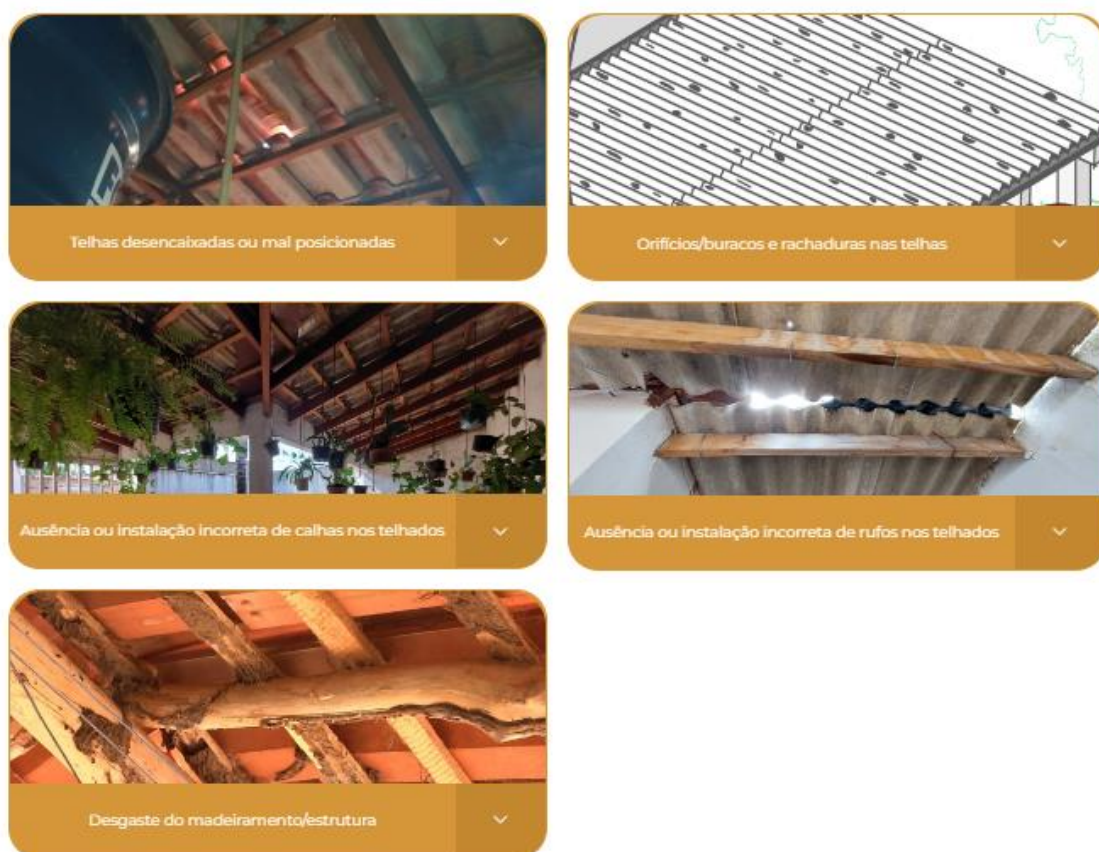 Telhas desencaixadas ou mal posicionadas
Orifícios/buracos e rachaduras nas telhas
Ausência ou instalação incorreta de calhas nos telhados
Ausência ou instalação incorreta de rufos nos telhados
Desgaste do madeiramento/estrutura